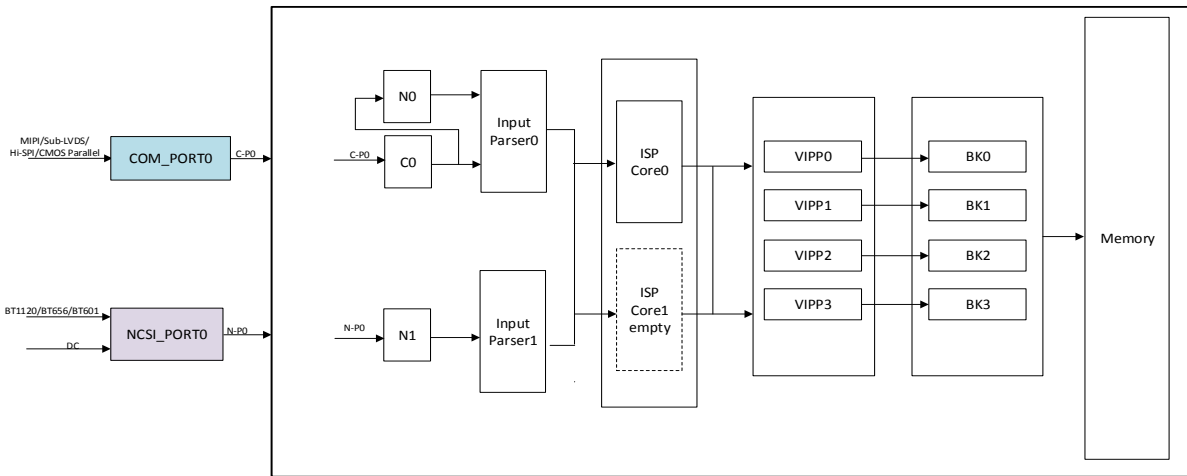 MIPI/Sub-LVDS/
Hi-SPI/CMOS Parallel
COM_PORT0
C-P0
BT1120/BT656/BT601
DC
NCSI_PORT0
N-P0
N0
C-P0
C0
Input
Parser0
N-P0
N1
Input
Parser1
ISP
Core0
ISP
Core1
empty
VIPP0
VIPP1
VIPP2
VIPP3
BK0
BK1
BK2
BK3
Memory